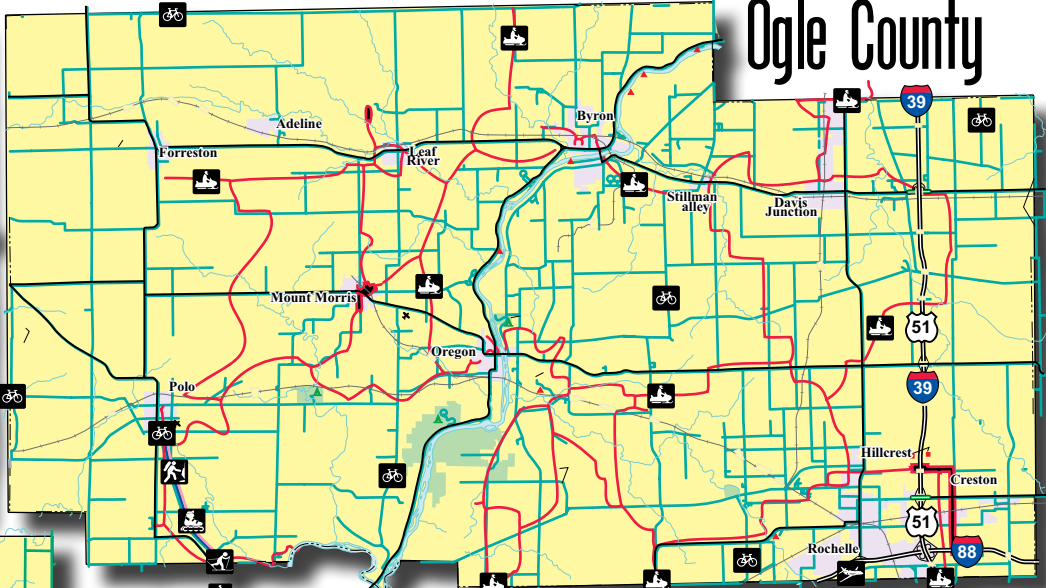 Ogle County
39
Byron
Adeline
Forreston
Leaf
River
Stillman
alley
Davis
Junction
Mount Morris
51
Oregon
39
Polo
Hillcrest
Creston
51
Rochelle
88